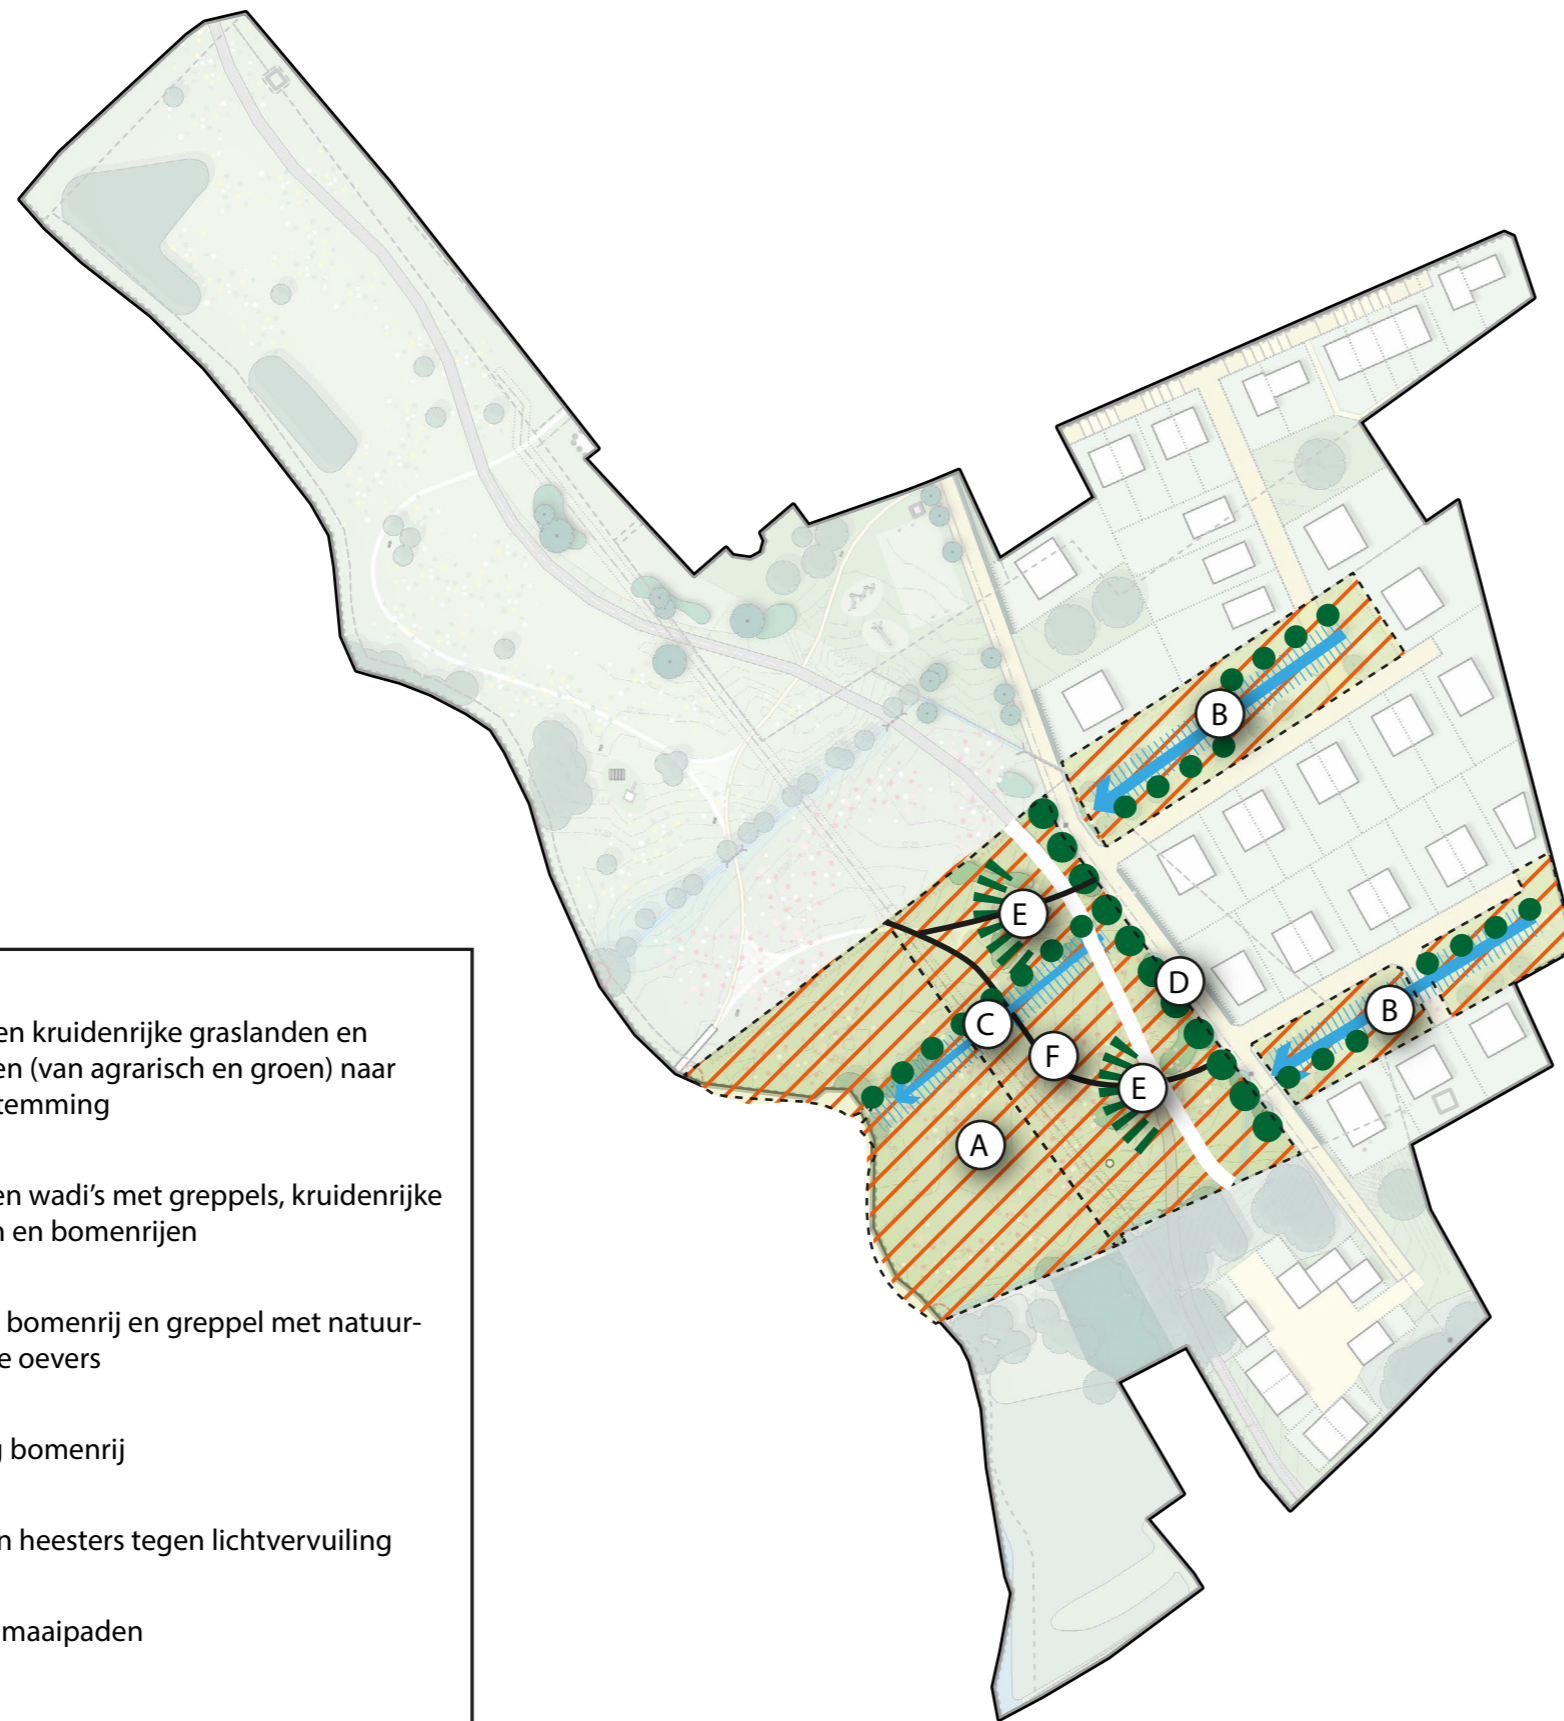 en kruidenrijke graslanden en
en (van agrarisch en groen) naar
temming
en wadi's met greppels, kruidenrijke
n en bomenrijen
bomenrij en greppel met natuur-
e oevers
g bomenrij
n heesters tegen lichtvervuiling
maaipaden
B
E
D
B
C
F
E
A